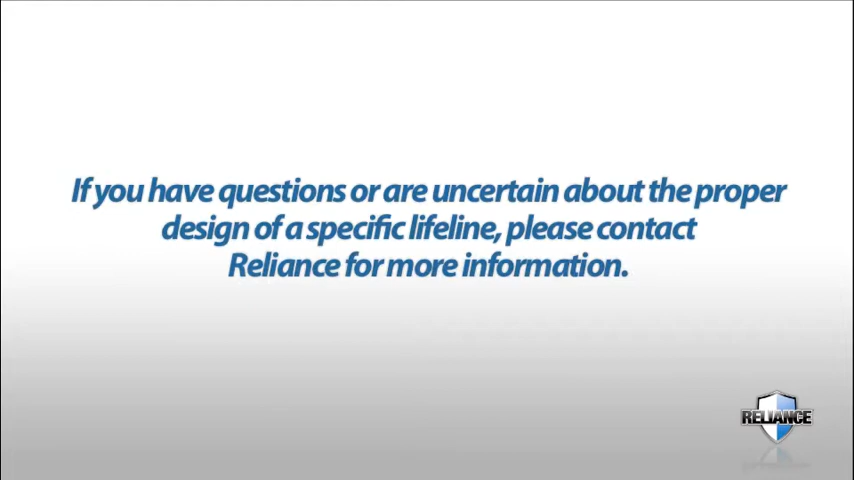 If you have questions or are uncertain about the proper
design of a specific lifeline, please contact
Reliance for more information.
RELIANCE